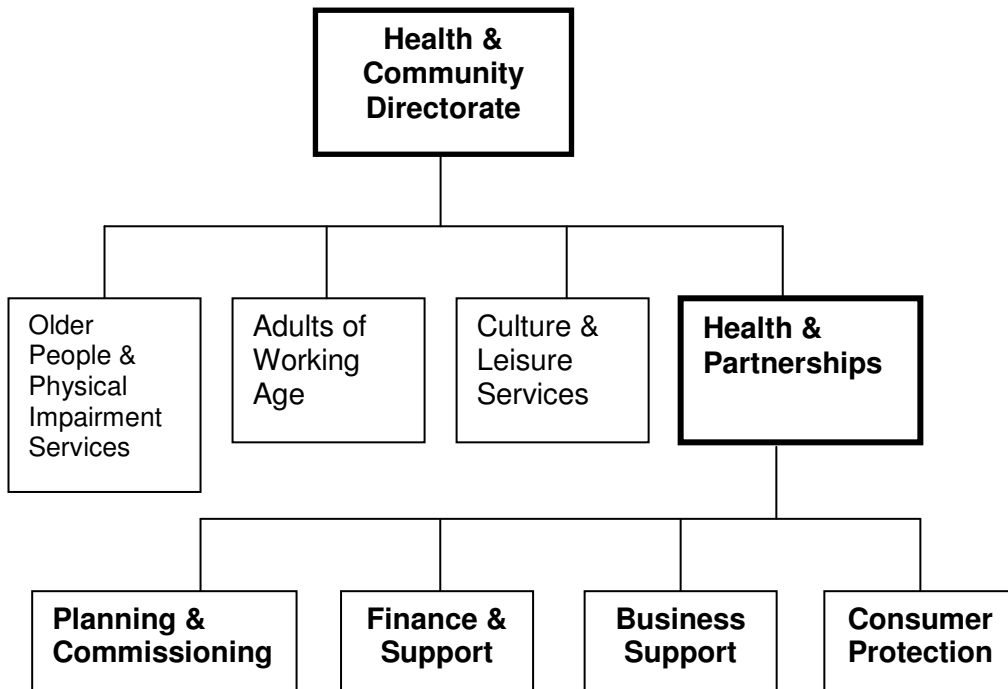 Health &
Community
Directorate
Older
People &
Physical
Impairment
Services
Adults of
Working
Age
Culture &
Leisure
Services
Health &
Partnerships
Planning &
Commissioning
Finance &
Support
Business
Support
Consumer
Protection